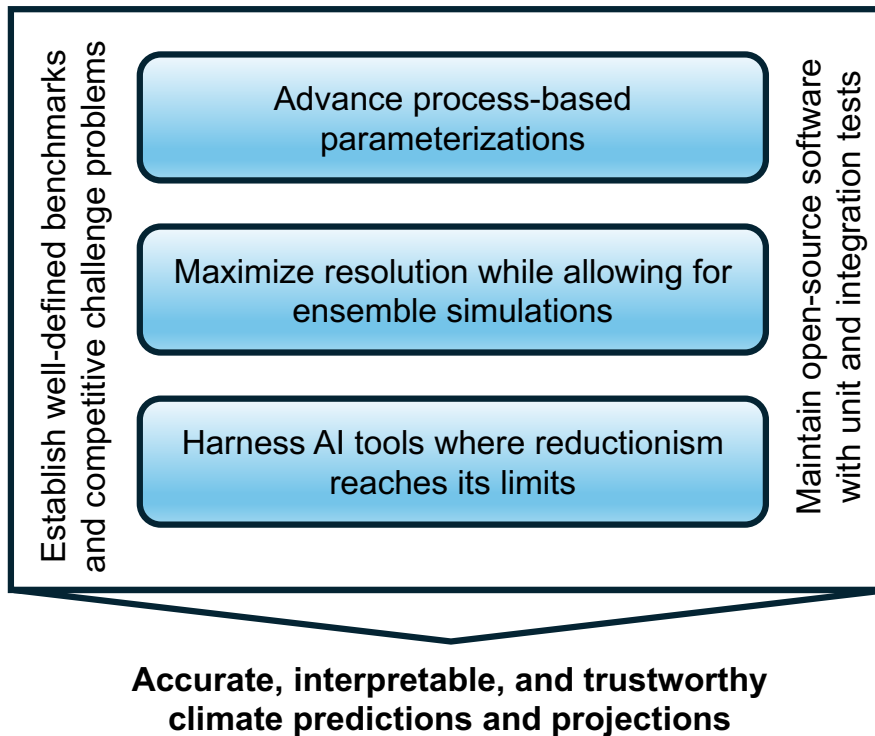 Establish well-defined benchmarks
and competitive challenge problems
Advance process-based
parameterizations
Maximize resolution while allowing for
ensemble simulations
Harness AI tools where reductionism
reaches its limits
Maintain open-source software
with unit and integration tests
Accurate, interpretable, and trustworthy
climate predictions and projections